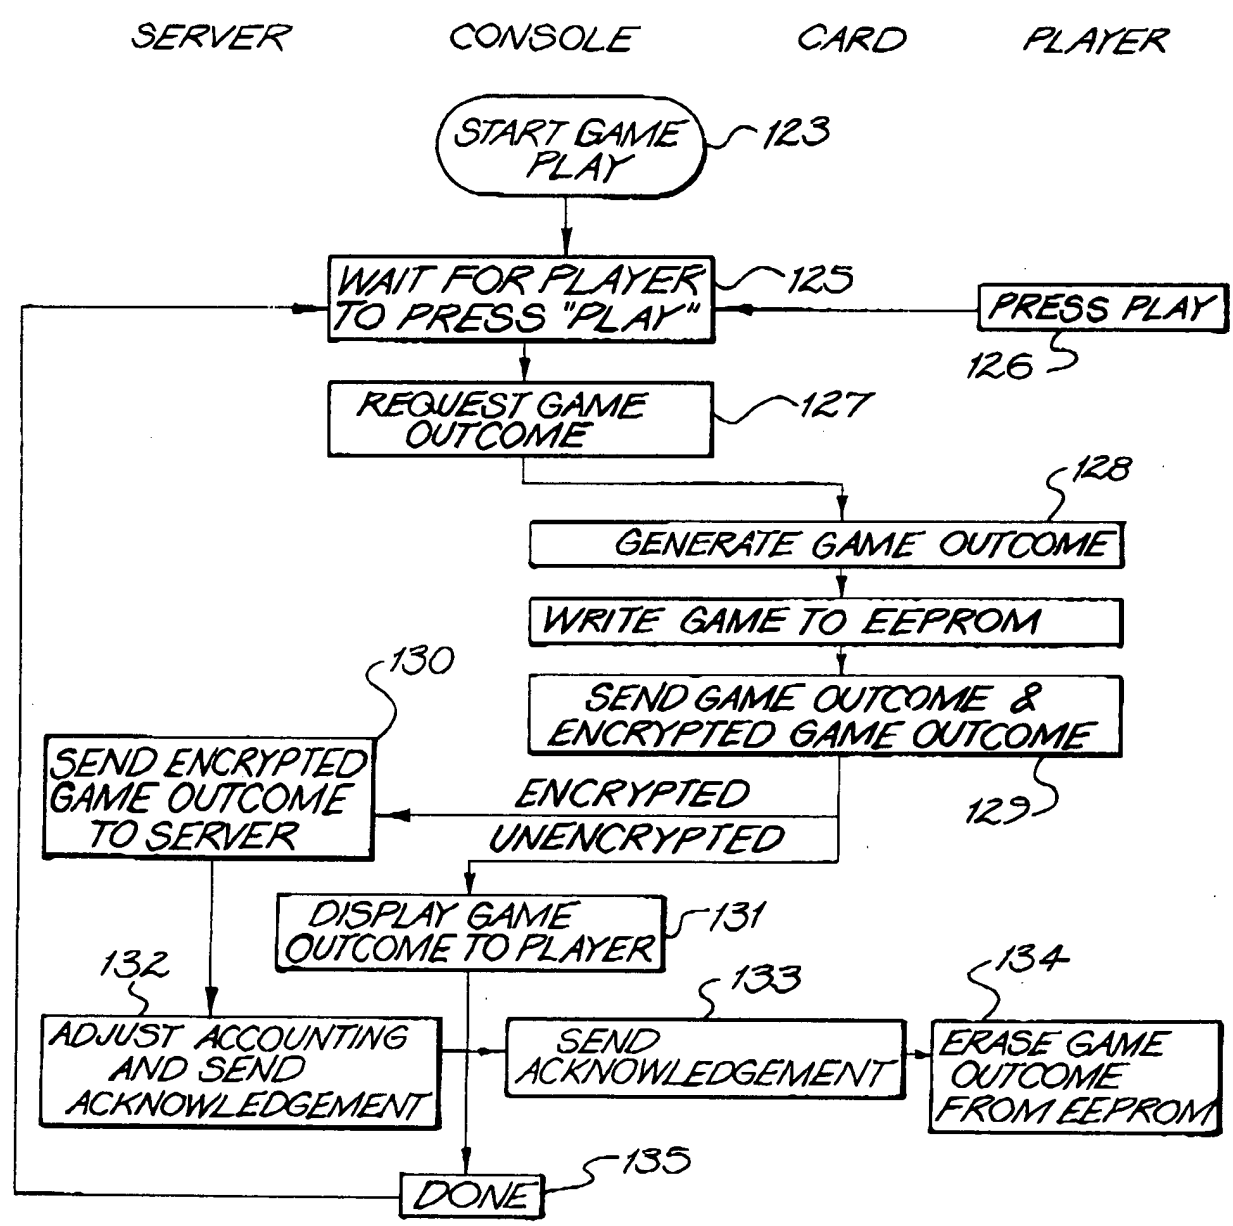 SERVER CONSOLE CARD PLAYER
START GAME
PLAY
123
WAIT FOR PLAYER
TO PRESS "PLAY"
125
PRESS PLAY
126
REQUEST GAME
OUTCOME
127
128
GENERATE GAME OUTCOME
WRITE GAME TO EEPROM
SEND GAME OUTCOME &
ENCRYPTED GAME OUTCOME
129
130
SEND ENCRYPTED
GAME OUTCOME
TO SERVER
ENCRYPTED
UNENCRYPTED
DISPLAY GAME
OUTCOME TO PLAYER
131
132
ADJUST ACCOUNTING
AND SEND
ACKNOWLEDGEMENT
133
SEND
ACKNOWLEDGEMENT
134
ERASE GAME
OUTCOME
FROM EEPROM
DONE
135